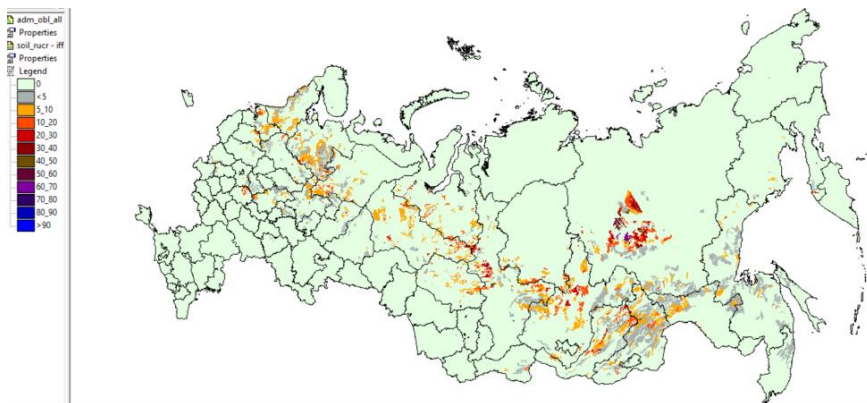 adm_obl_all
Properties
soil_rucr - iff
Properties
Legend
0
<5
5_10
10_20
20_30
30_40
40_50
50_60
60_70
70_80
80_90
>90